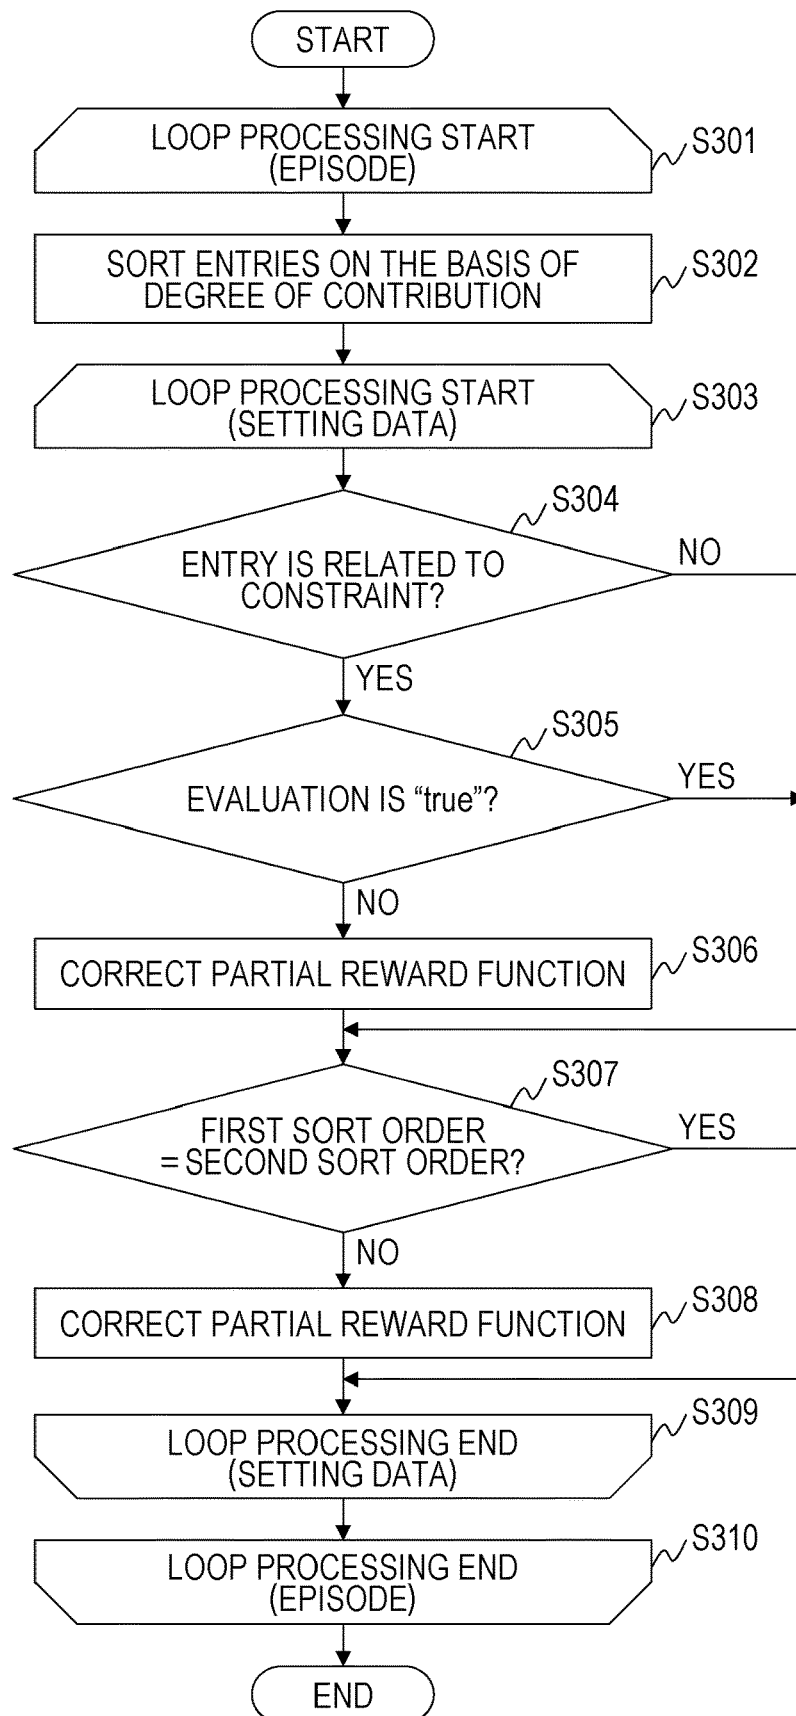 START
LOOP PROCESSING START
(EPISODE)
S301
SORT ENTRIES ON THE BASIS OF
DEGREE OF CONTRIBUTION
S302
LOOP PROCESSING START
(SETTING DATA)
S303
S304
ENTRY IS RELATED TO
CONSTRAINT?
NO
YES
S305
EVALUATION IS “true”?
YES
NO
CORRECT PARTIAL REWARD FUNCTION
S306
S307
FIRST SORT ORDER
= SECOND SORT ORDER?
YES
NO
CORRECT PARTIAL REWARD FUNCTION
S308
LOOP PROCESSING END
(SETTING DATA)
S309
LOOP PROCESSING END
(EPISODE)
S310
END